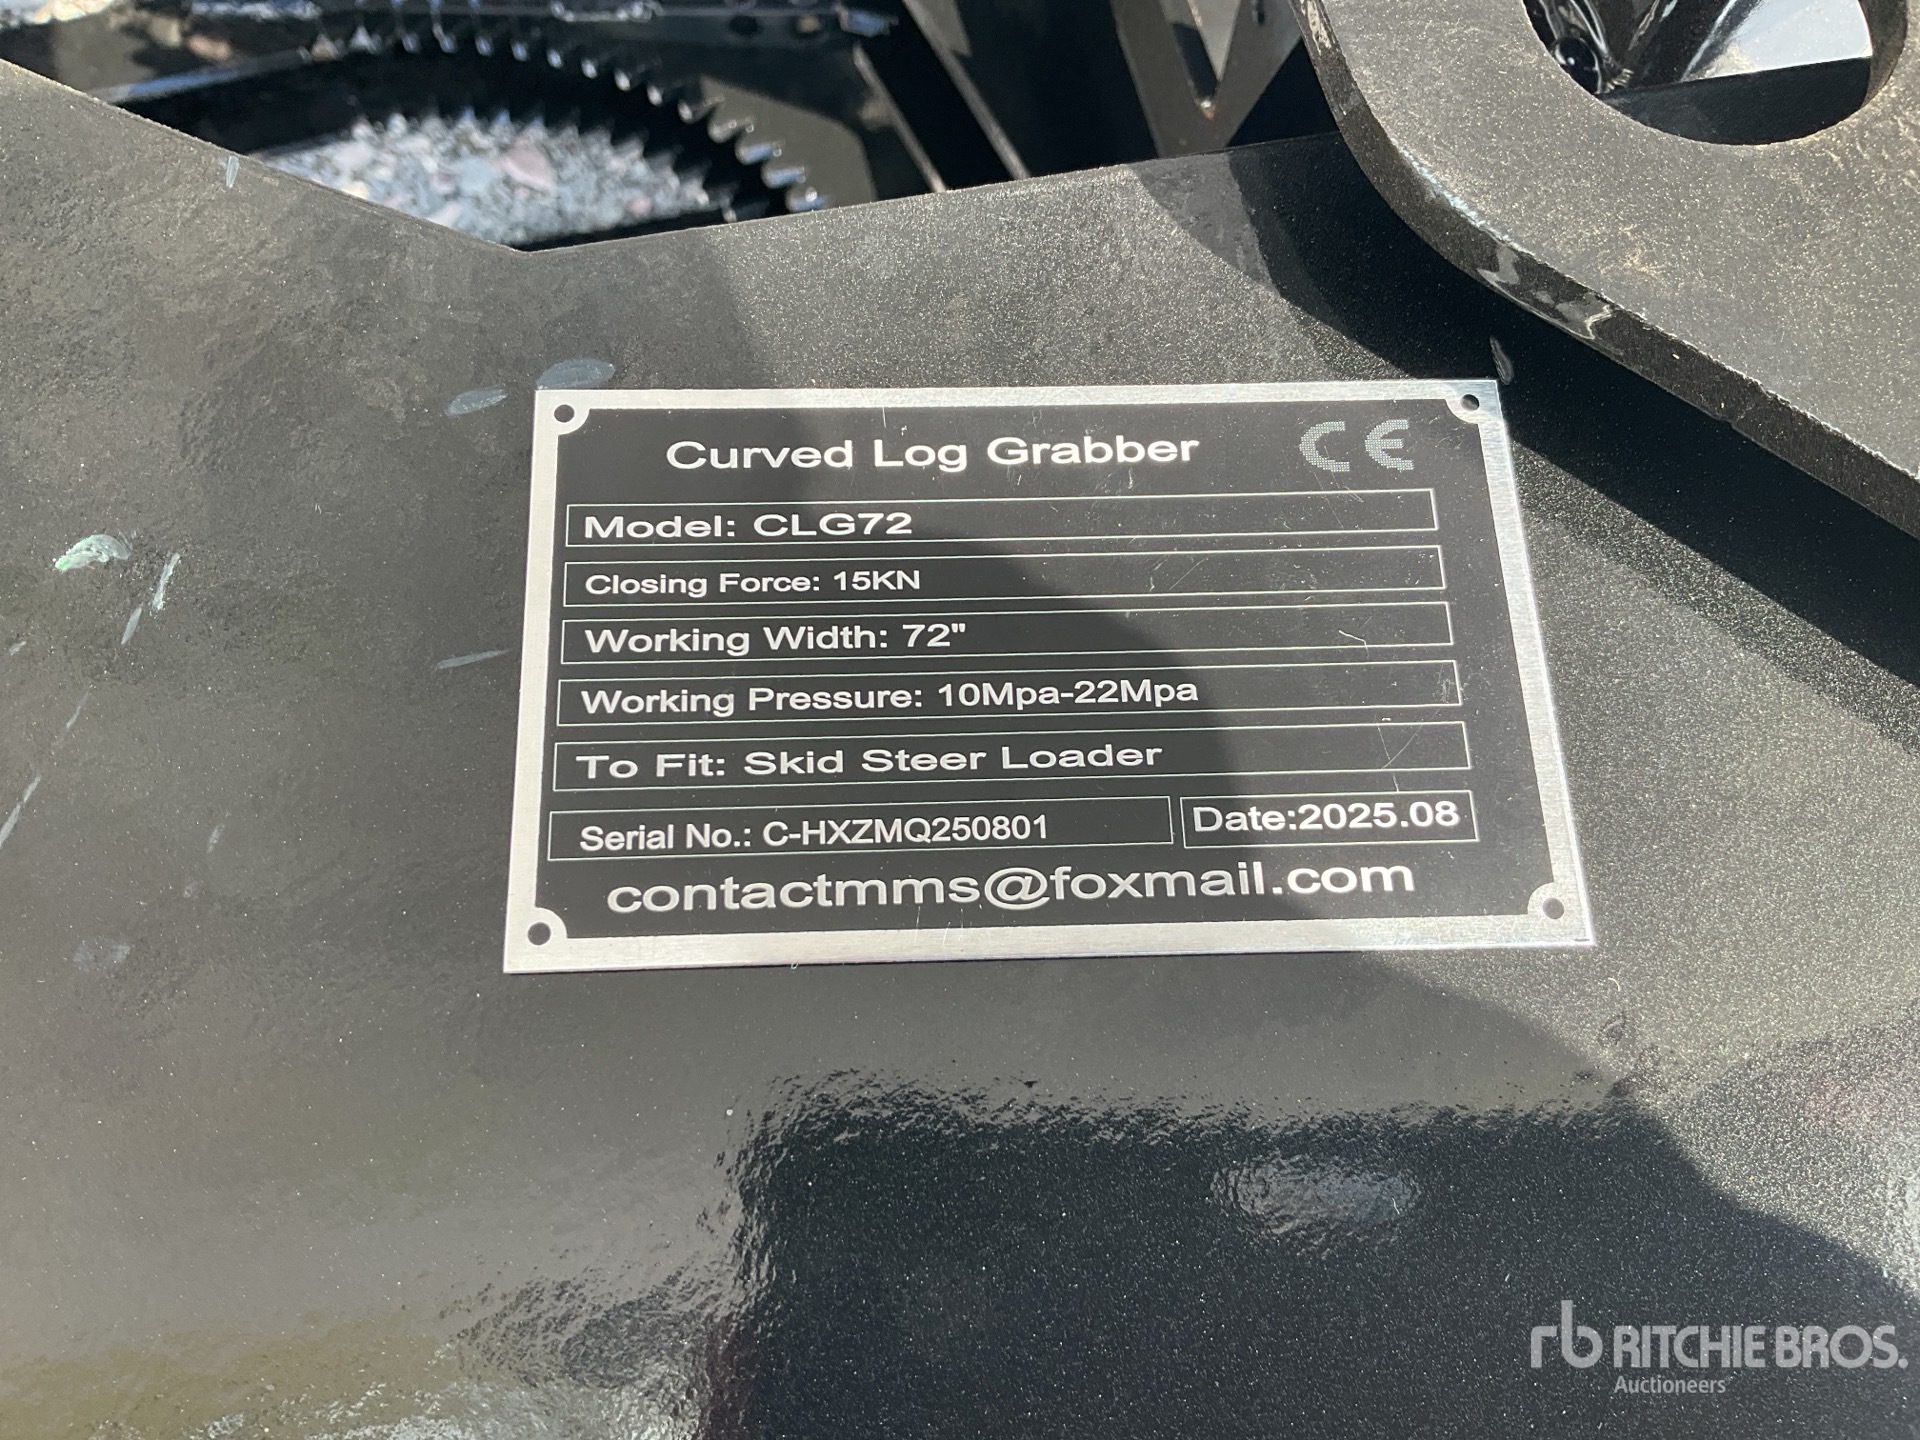 Curved Log Grabber CE
Model: CLG72
Closing Force: 15KN
Working Width: 72"
Working Pressure: 10Mpa-22Mpa
To Fit: Skid Steer Loader
Serial No.: C-HXZMQ250801 Date:2025.08
contactmms@foxmail.com
rb RITCHIE BROS.
Auctioneers